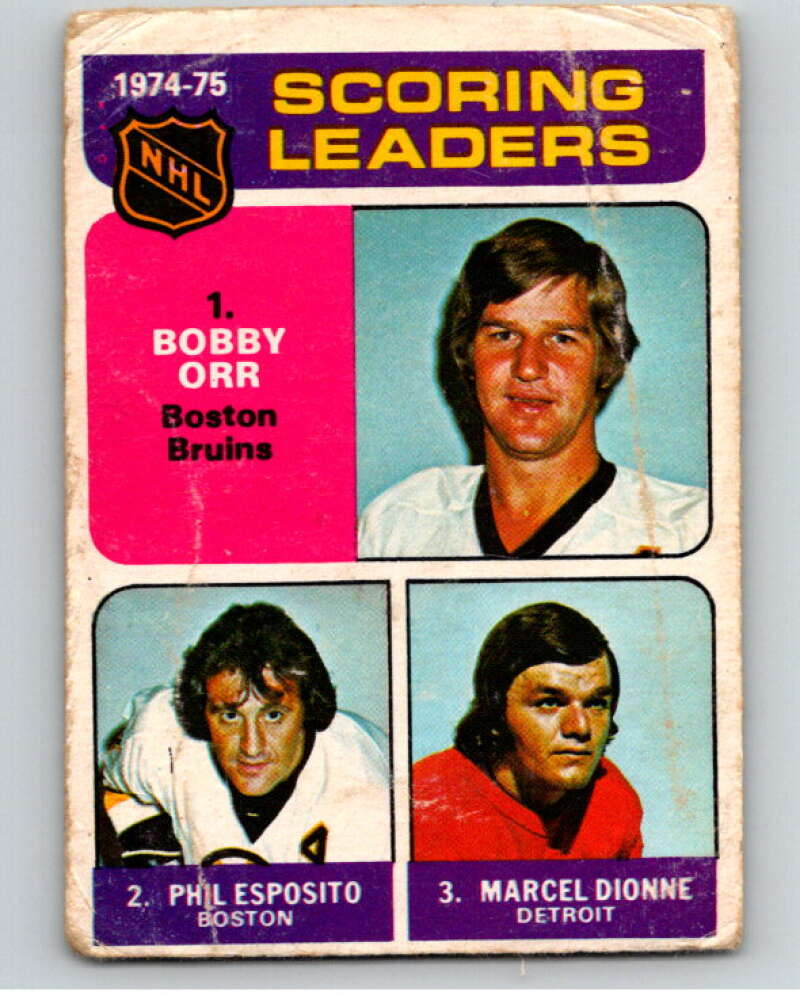 1974-75
SCORING
LEADERS
NHL
1.
BOBBY
ORR
Boston
Bruins
2. PHIL ESPOSITO
BOSTON
3. MARCEL DIONNE
DETROIT